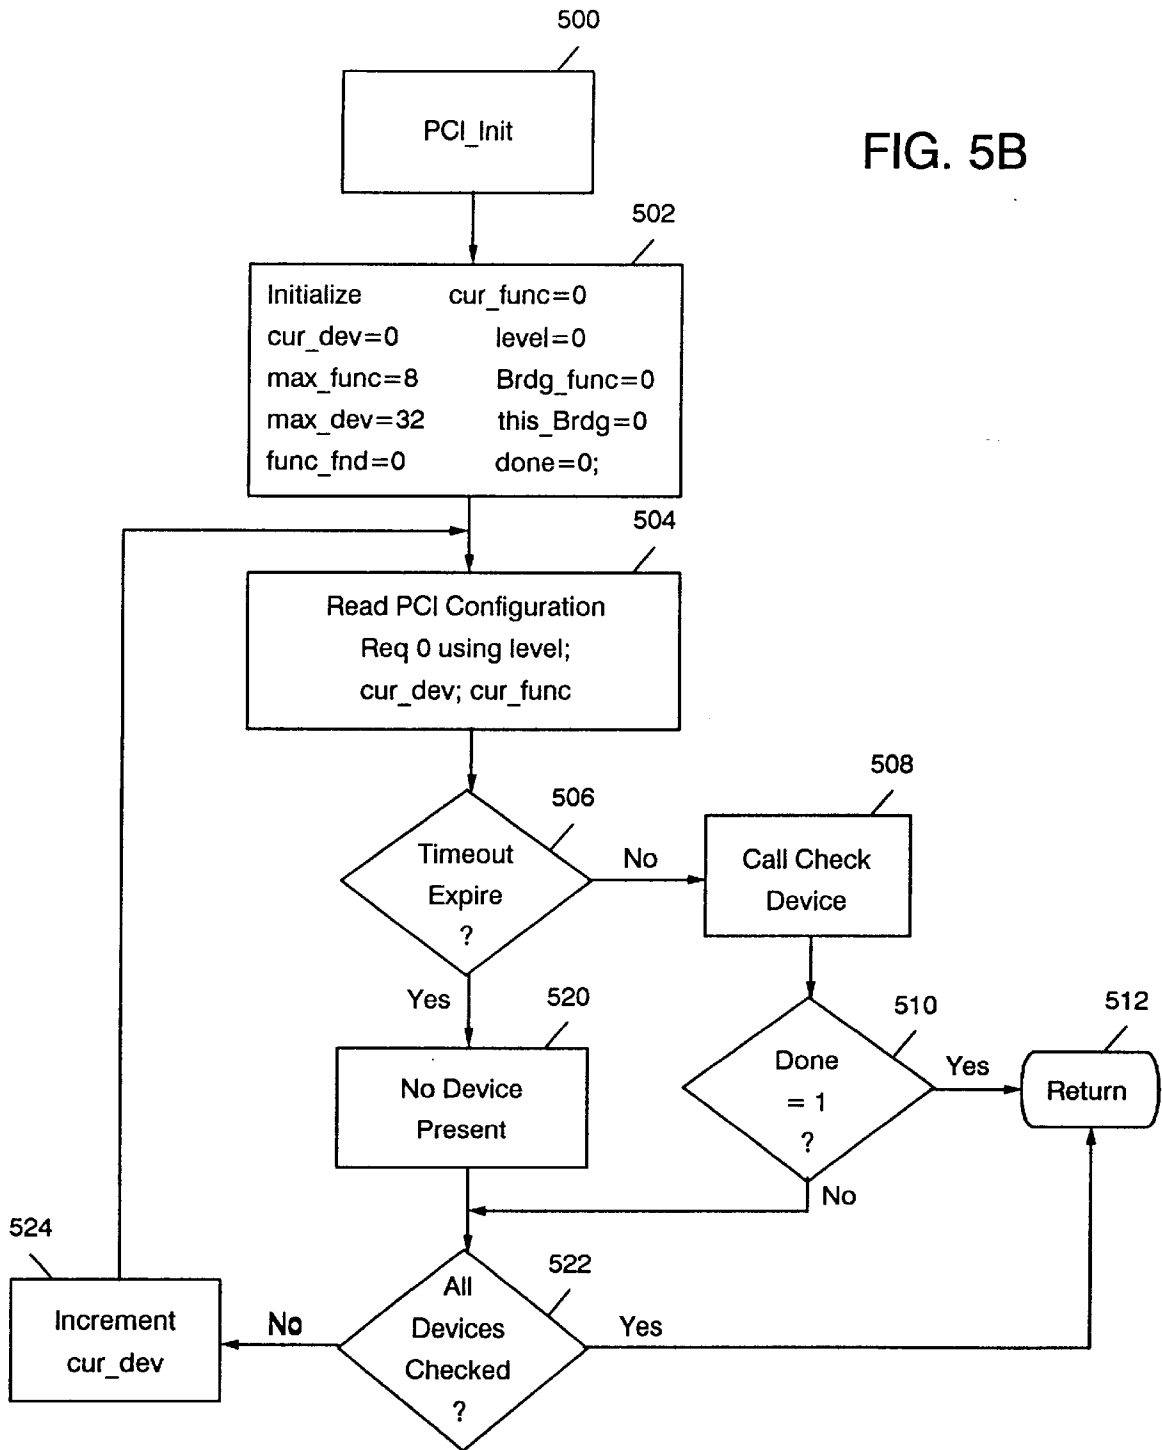 500
PCI_Init
FIG. 5B
502
Initialize cur_func=0
cur_dev=0 level=0
max_func=8 Brdg_func=0
max_dev=32 this_Brdg=0
func_fnd=0 done=0;
504
Read PCI Configuration
Req 0 using level;
cur_dev; cur_func
506
Timeout
Expire
?
No
508
Call Check
Device
Yes
520
No Device
Present
510
Done
= 1
?
Yes
512
Return
No
524
Increment
cur_dev
No
522
All
Devices
Checked
?
Yes